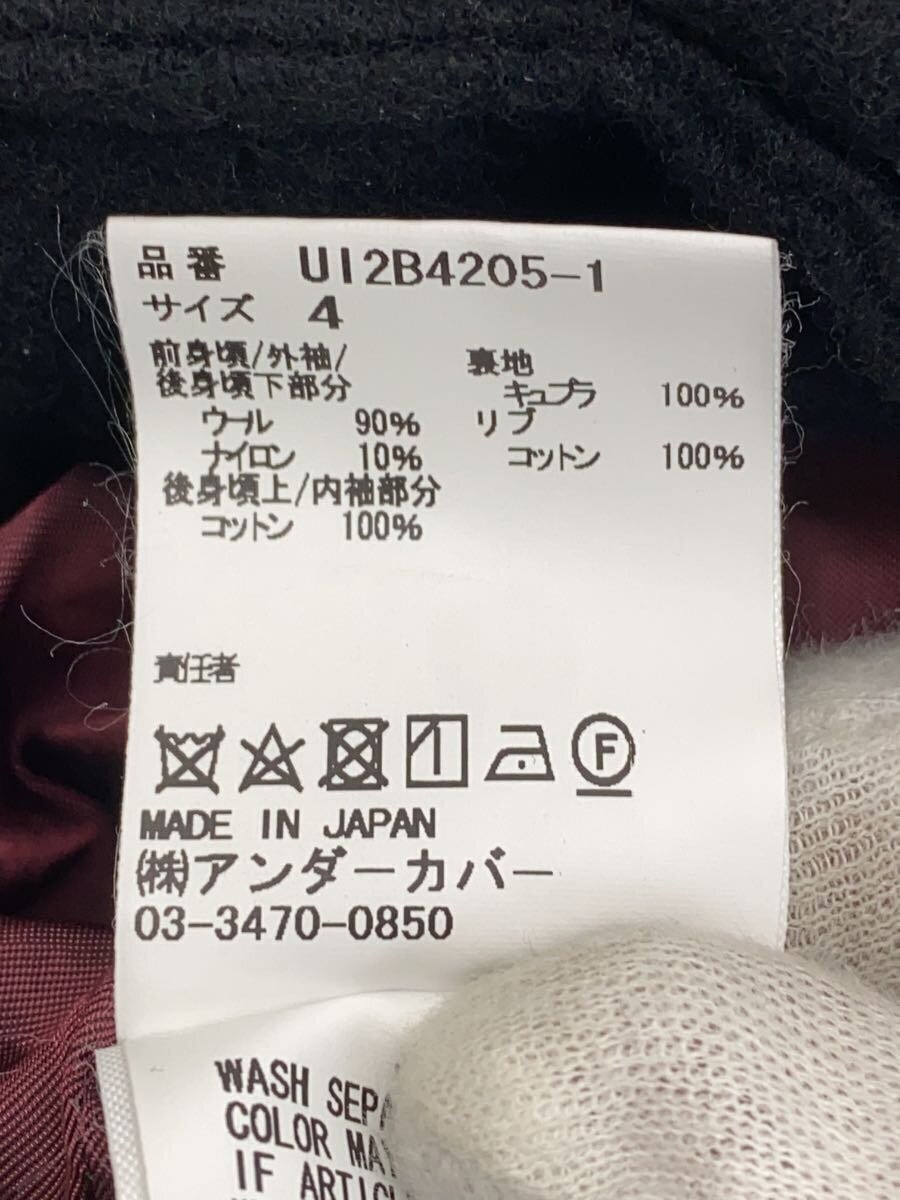 品番 UI2B4205-1
サイズ 4
前身頃/外袖/
後身頃下部分
ウール 90%
ナイロン 10%
後身頃上/内袖部分
コットン 100%
裏地
キュプラ 100%
リブ
コットン 100%
責任者
F
MADE IN JAPAN
㈱アンダーカバー
03-3470-0850
WASH
COLOR
IF